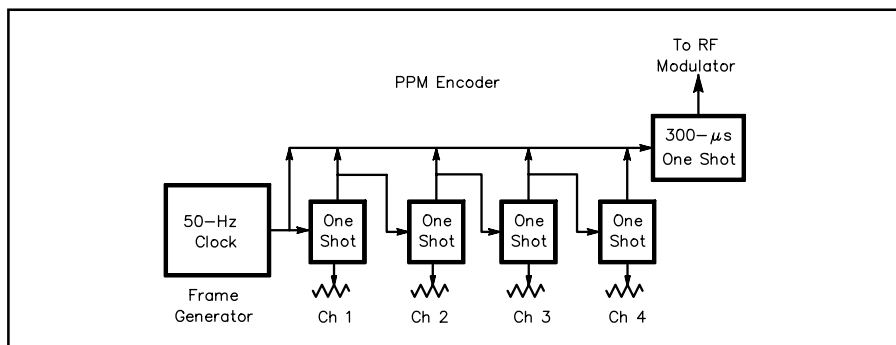 To RF
Modulator
PPM Encoder
300-μs
One Shot
50-Hz
Clock
One
Shot
One
Shot
One
Shot
One
Shot
Frame
Generator
Ch 1
Ch 2
Ch 3
Ch 4